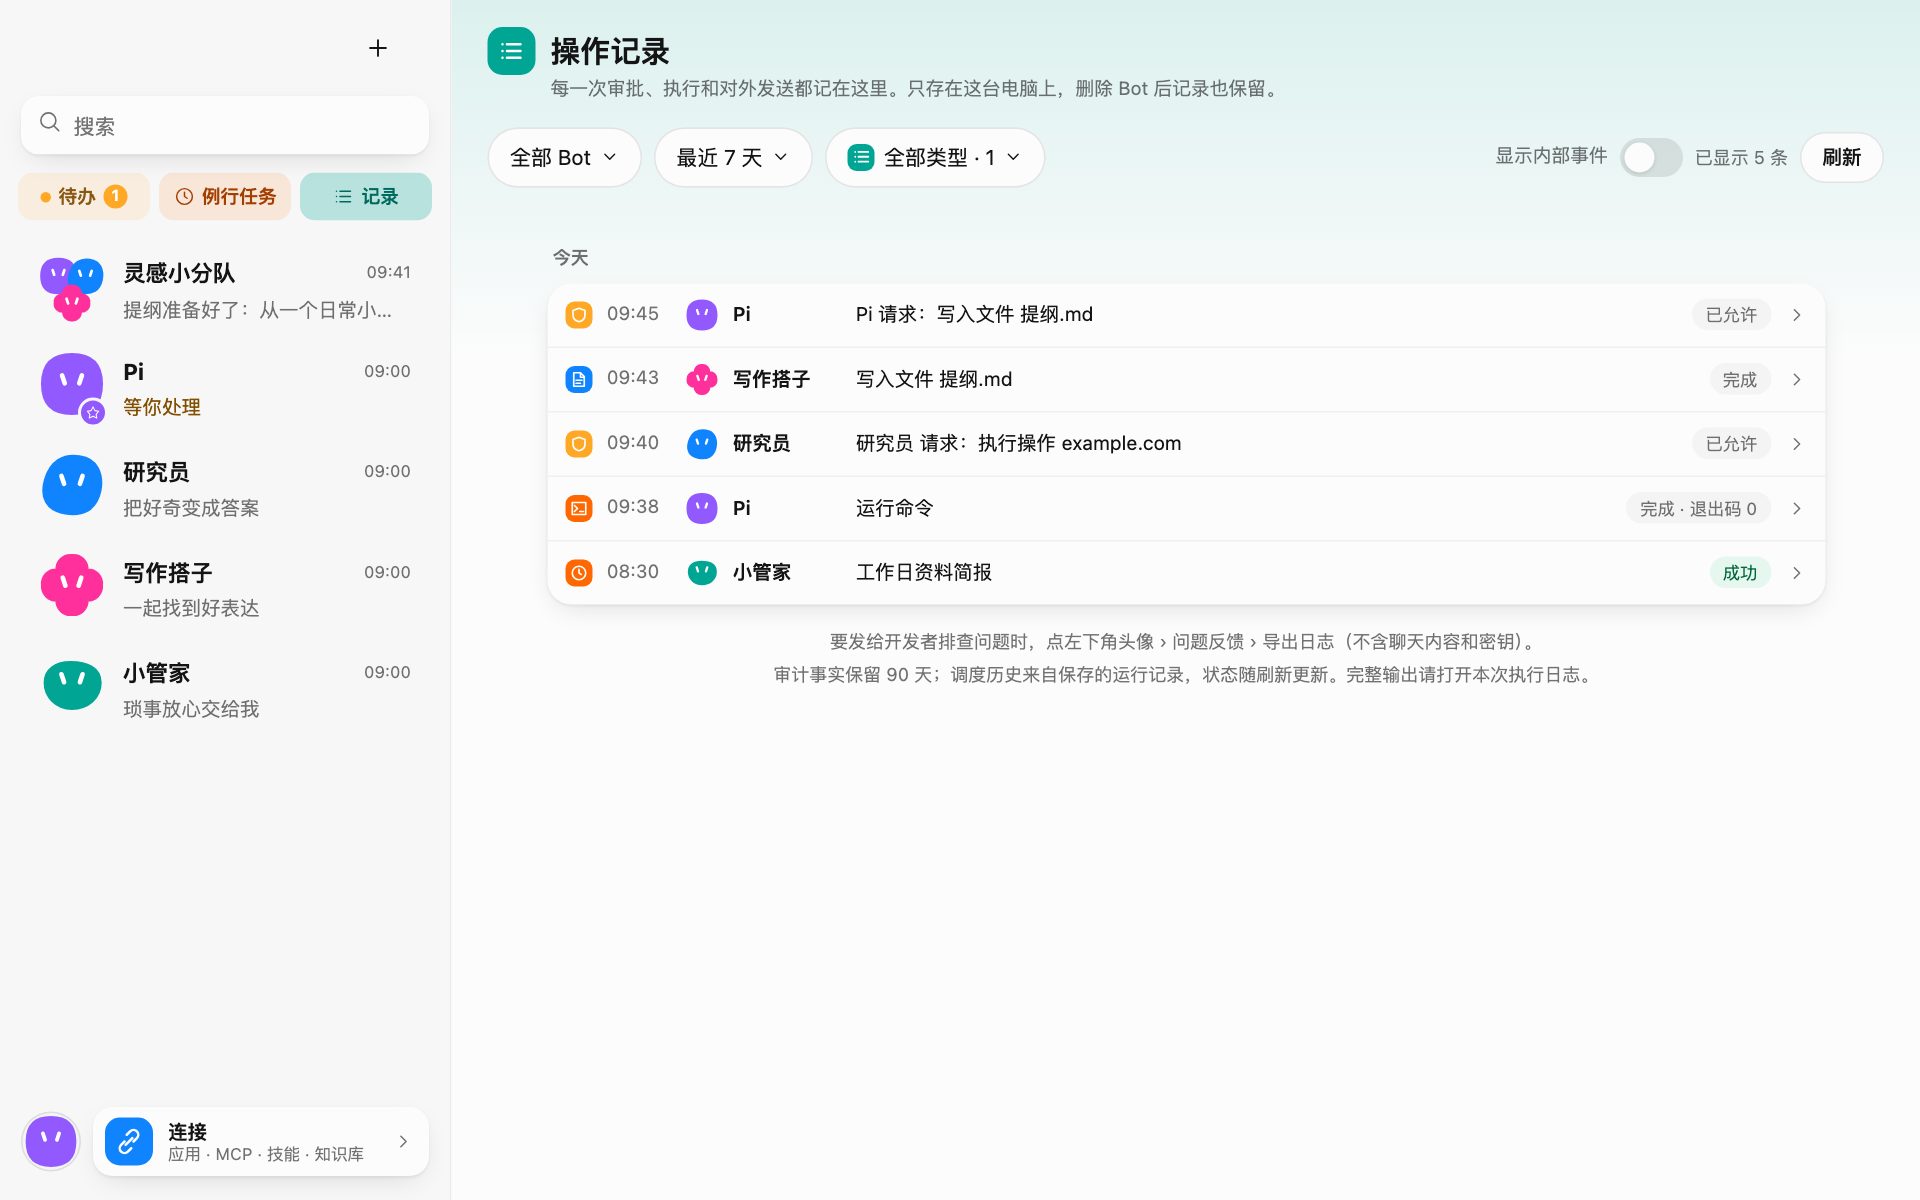 搜索
待办 1
例行任务
记录
灵感小分队 09:41
提纲准备好了：从一个日常小...
Pi 09:00
等你处理
研究员 09:00
把好奇变成答案
写作搭子 09:00
一起找到好表达
小管家 09:00
琐事放心交给我
连接
应用 · MCP · 技能 · 知识库
操作记录
每一次审批、执行和对外发送都记在这里。只存在这台电脑上，删除 Bot 后记录也保留。
全部 Bot
最近 7 天
全部类型 · 1
显示内部事件
已显示 5 条
刷新
今天
09:45 Pi Pi 请求：写入文件 提纲.md 已允许
09:43 写作搭子 写入文件 提纲.md 完成
09:40 研究员 研究员 请求：执行操作 example.com 已允许
09:38 Pi 运行命令 完成 · 退出码 0
08:30 小管家 工作日资料简报 成功
要发给开发者排查问题时，点左下角头像 › 问题反馈 › 导出日志（不含聊天内容和密钥）。
审计事实保留 90 天；调度历史来自保存的运行记录，状态随刷新更新。完整输出请打开本次执行日志。